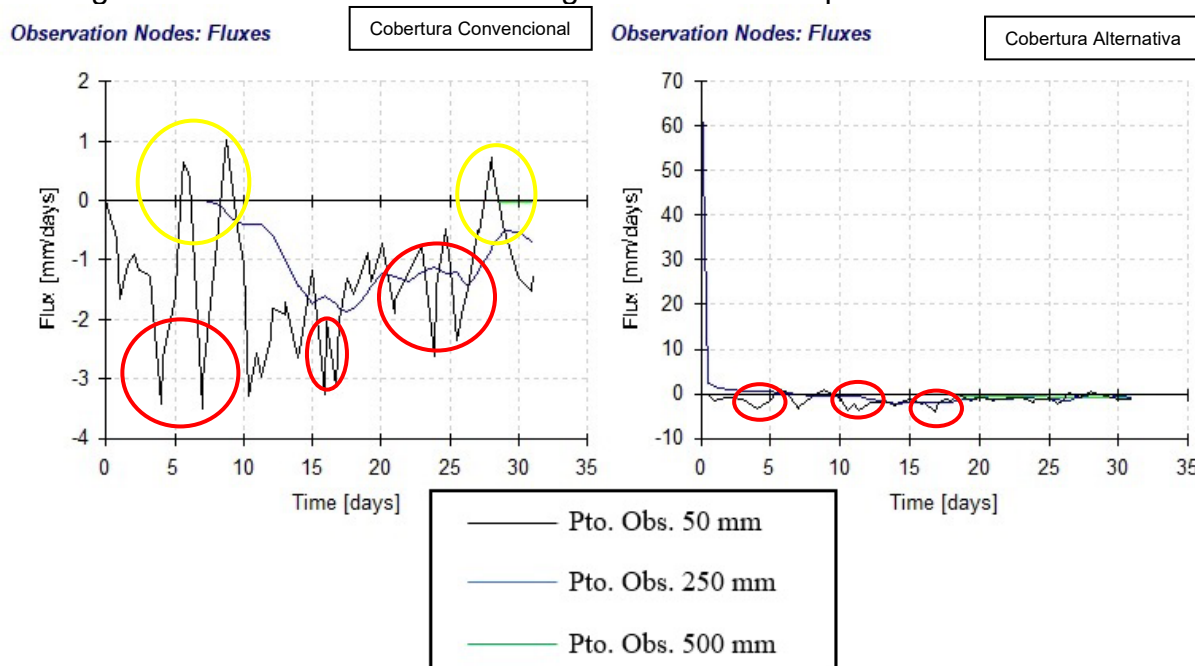 Observation Nodes: Fluxes
Cobertura Convencional
2
1
0
-1
-2
-3
-4
Flux [mm/days]
0 5 10 15 20 25 30 35
Time [days]
Observation Nodes: Fluxes
Cobertura Alternativa
70
60
50
40
30
20
10
0
-10
Flux [mm/days]
0 5 10 15 20 25 30 35
Time [days]
Pto. Obs. 50 mm
Pto. Obs. 250 mm
Pto. Obs. 500 mm